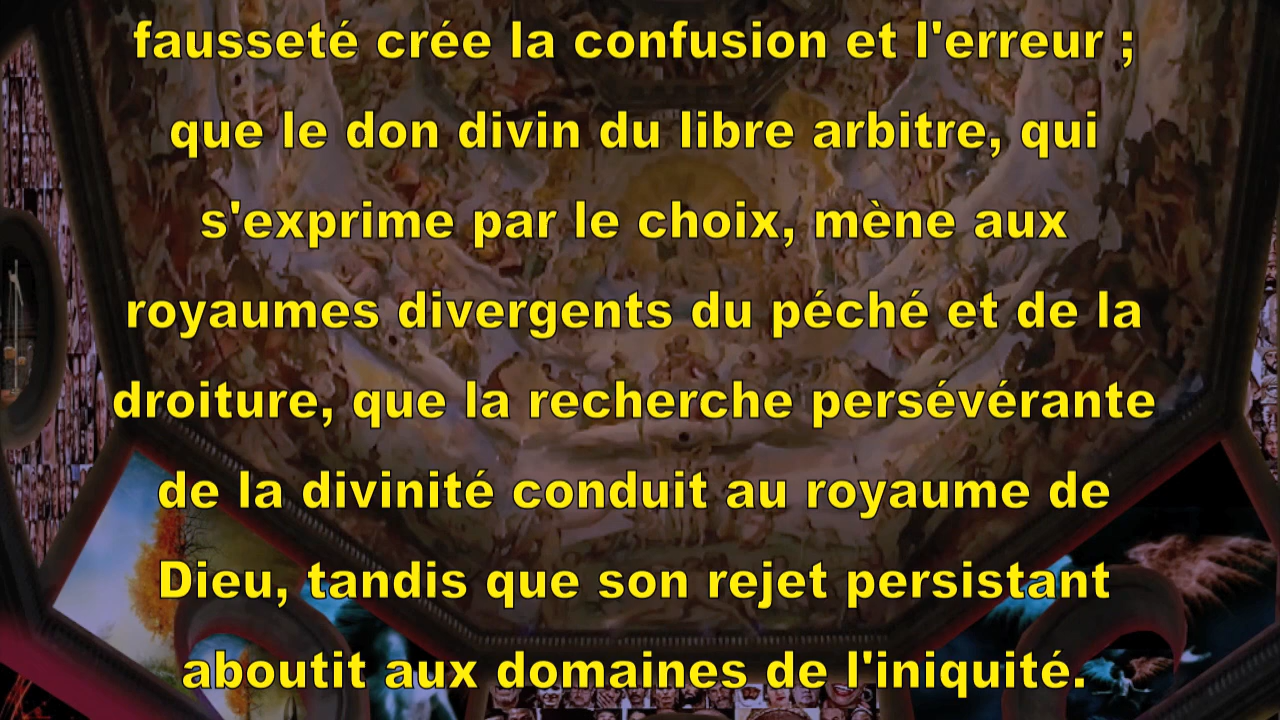 fausseté crée la confusion et l'erreur ;
que le don divin du libre arbitre, qui
s'exprime par le choix, mène aux
royaumes divergents du péché et de la
droiture, que la recherche persévérante
de la divinité conduit au royaume de
Dieu, tandis que son rejet persistant
aboutit aux domaines de l'iniquité.